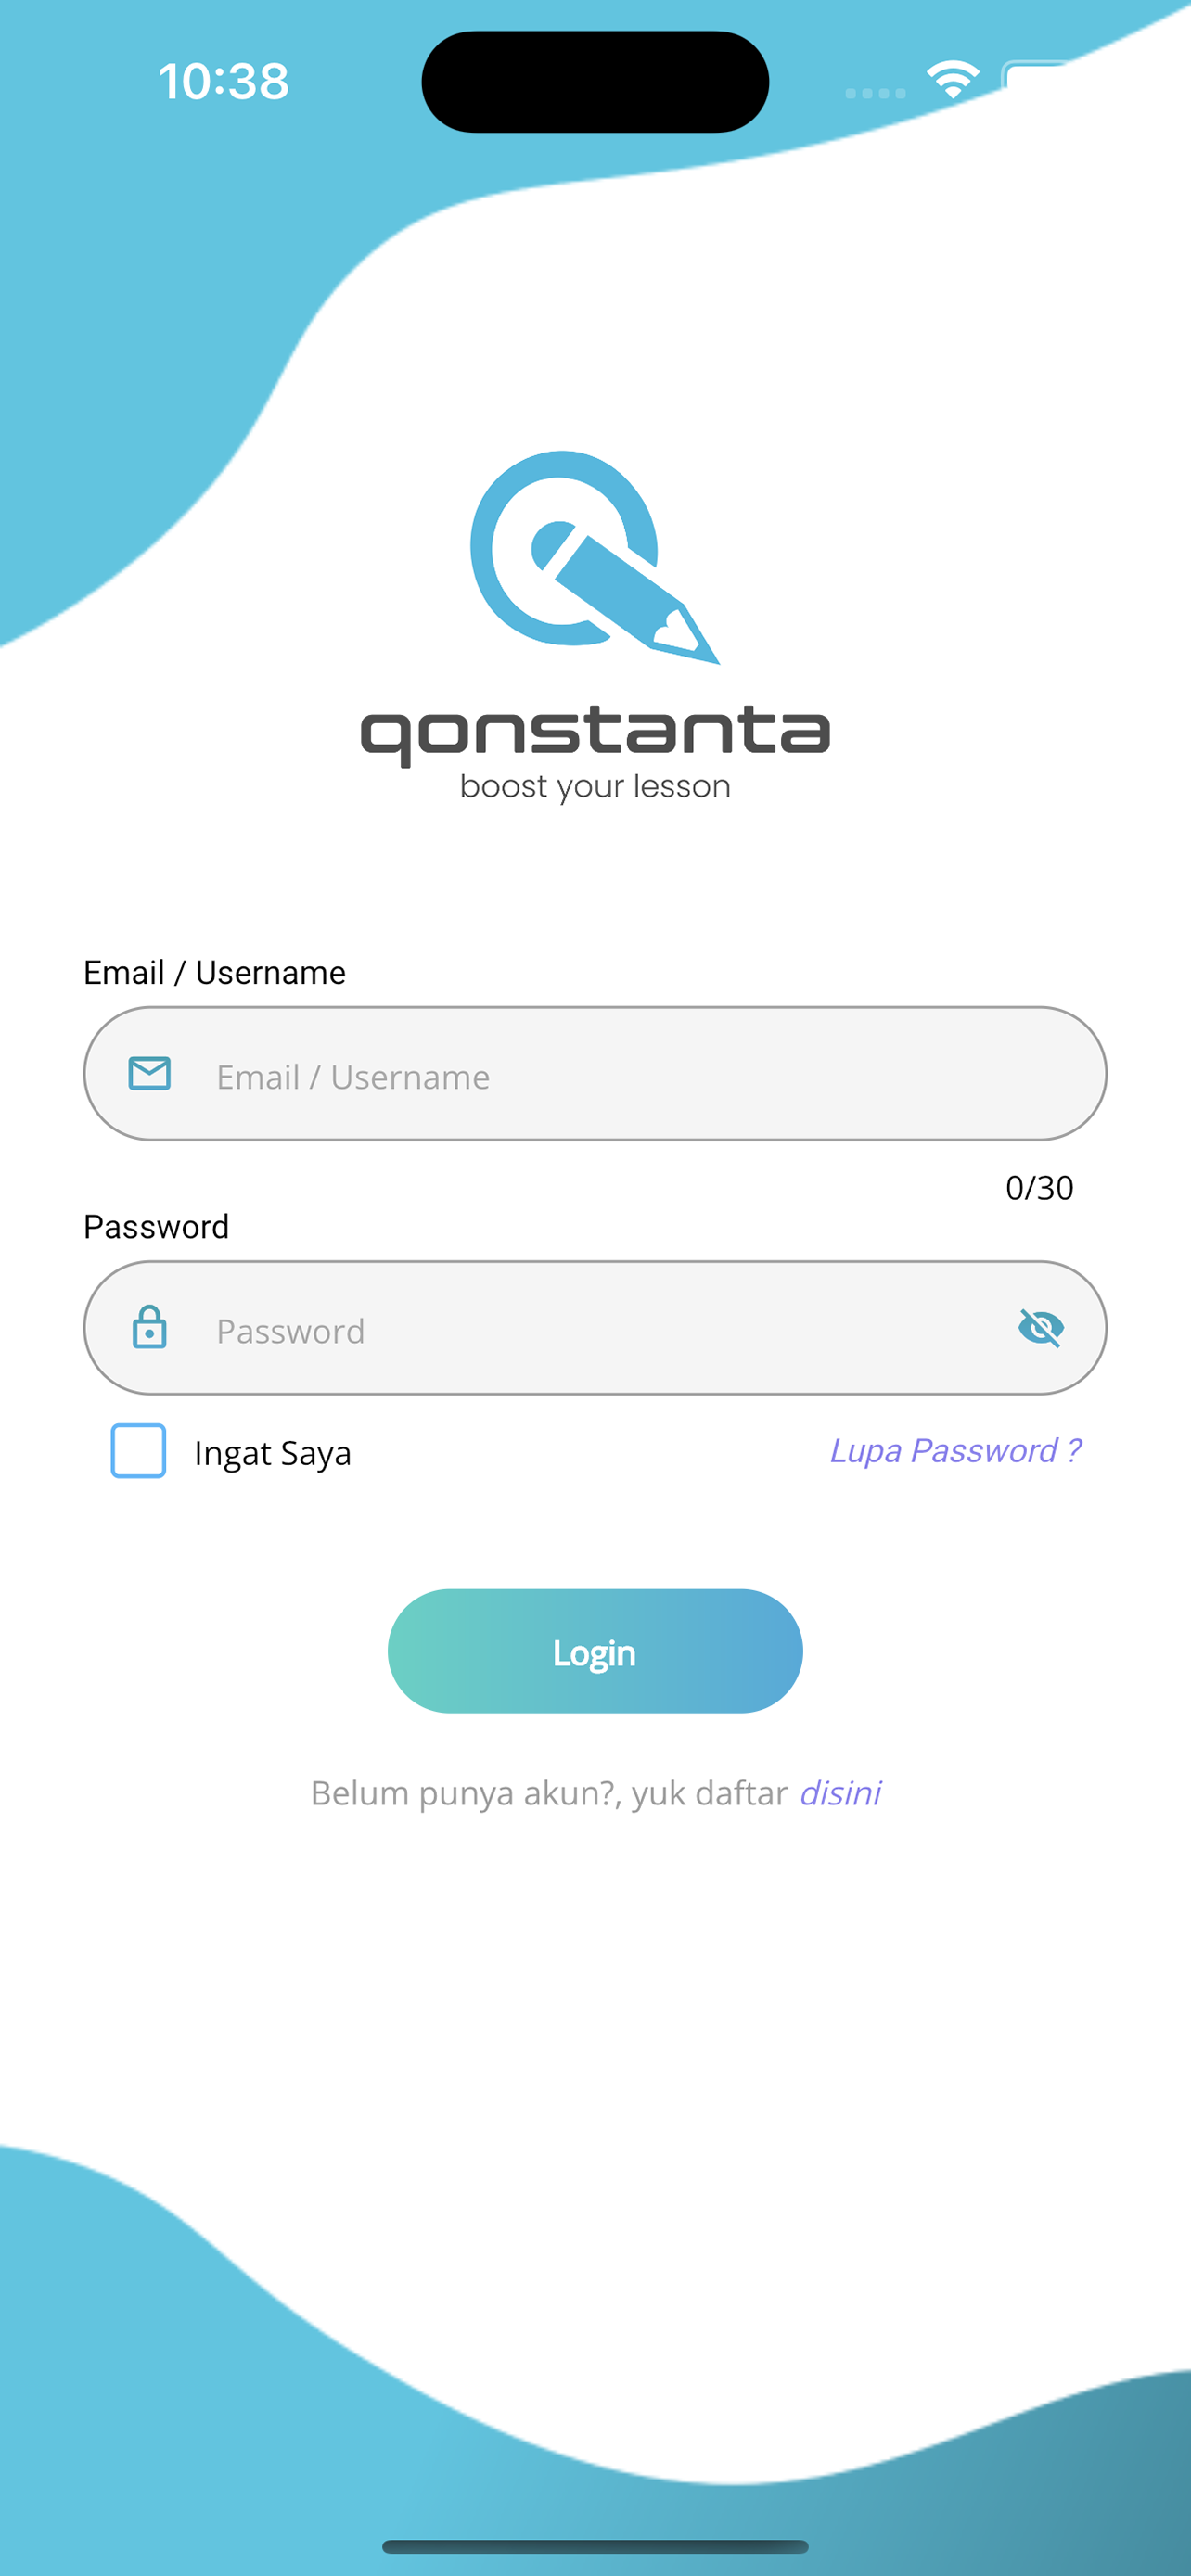 10:38
qonstanta
boost your lesson
Email / Username
Email / Username
0/30
Password
Password
Ingat Saya
Lupa Password ?
Login
Belum punya akun?, yuk daftar disini